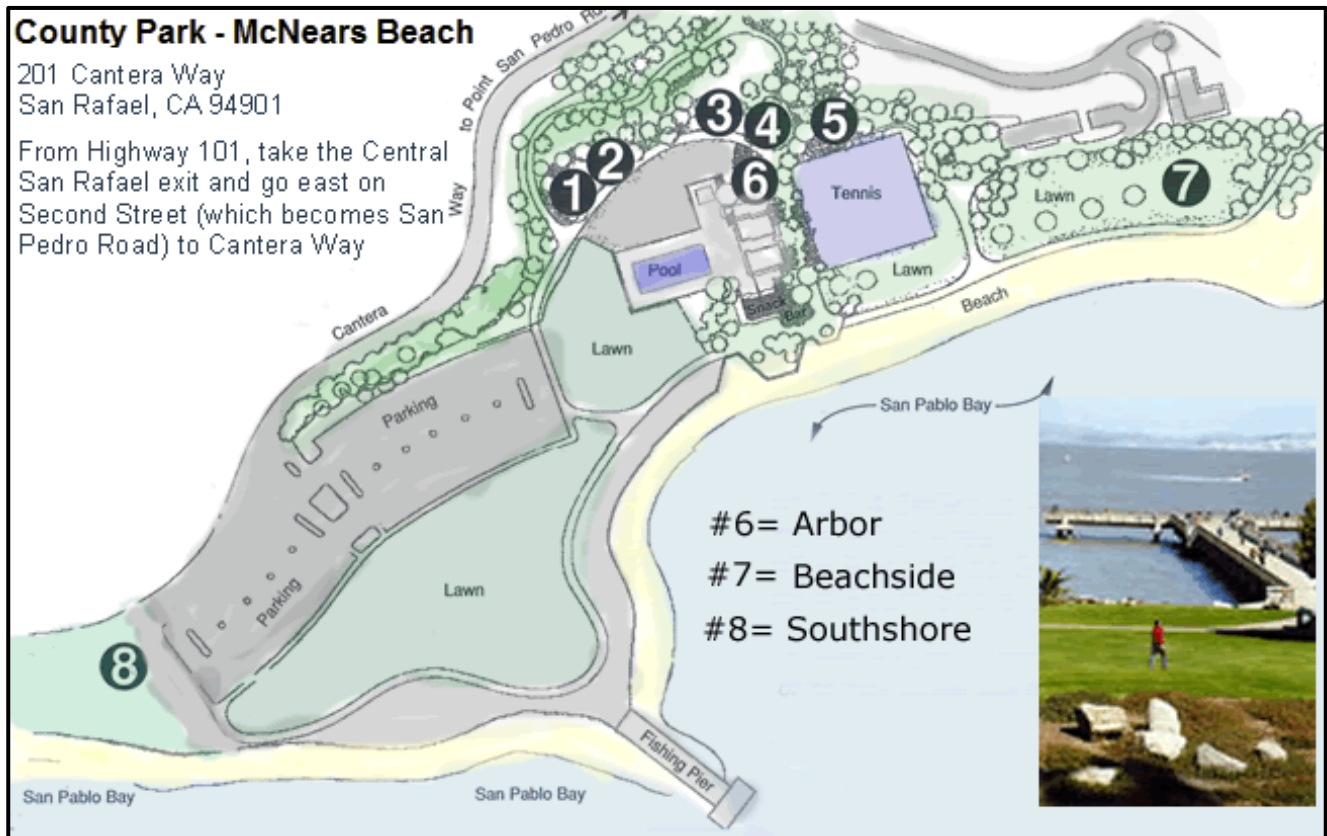 County Park - McNears Beach
201 Cantera Way
San Rafael, CA 94901
From Highway 101, take the Central
San Rafael exit and go east on
Second Street (which becomes San
Pedro Road) to Cantera Way
Cantera Way to Point San Pedro
3
4
5
2
1
6
7
Tennis
Lawn
Pool
Lawn
Snack
Bar
Beach
Lawn
San Pablo Bay
Parking
#6= Arbor
#7= Beachside
#8= Southshore
Lawn
Parking
8
Fishing Pier
San Pablo Bay
San Pablo Bay